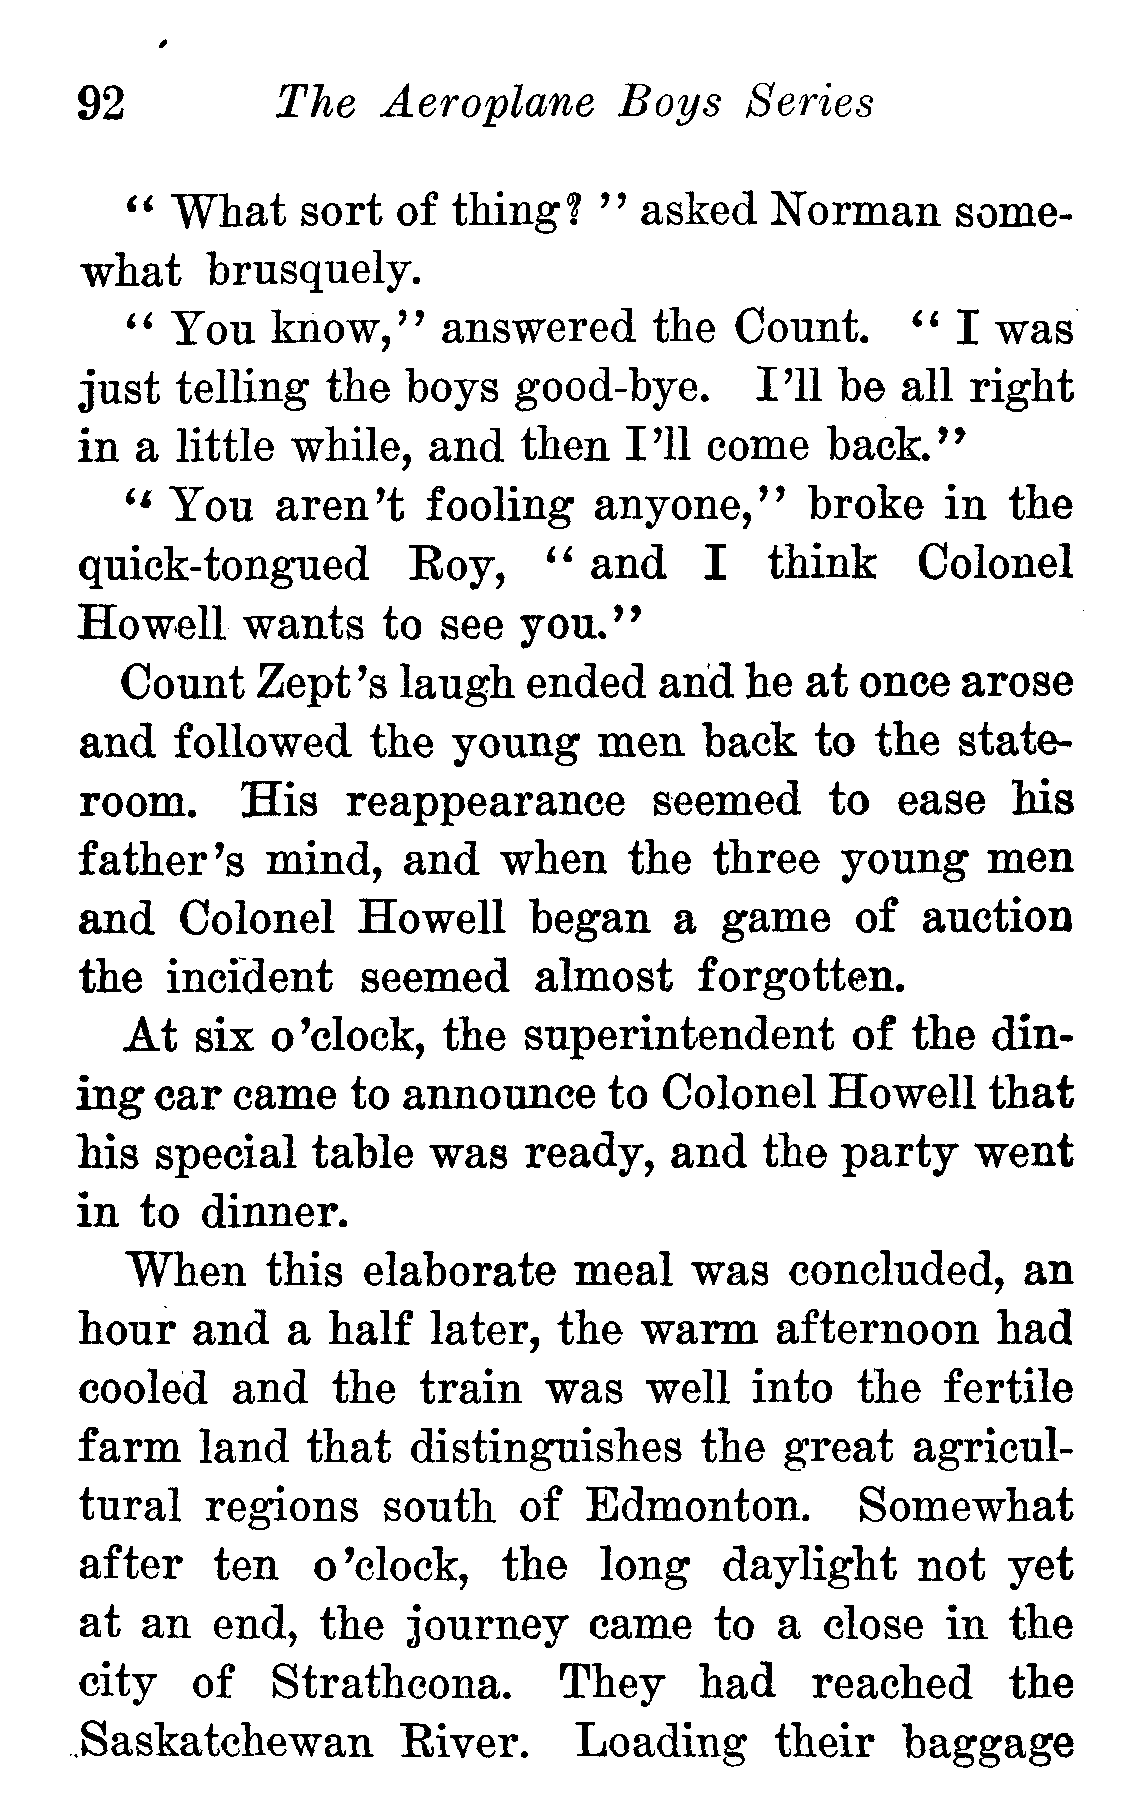 92 The Aeroplane Boys Series
“ What sort of thing? ” asked Norman some-
what brusquely.
“ You know,” answered the Count. “ I was
just telling the boys good-bye. I’ll be all right
in a little while, and then I’ll come back.”
“ You aren’t fooling anyone,” broke in the
quick-tongued Roy, “ and I think Colonel
Howell wants to see you.”
Count Zept’s laugh ended and he at once arose
and followed the young men back to the state-
room. His reappearance seemed to ease his
father’s mind, and when the three young men
and Colonel Howell began a game of auction
the incident seemed almost forgotten.
At six o’clock, the superintendent of the din-
ing car came to announce to Colonel Howell that
his special table was ready, and the party went
in to dinner.
When this elaborate meal was concluded, an
hour and a half later, the warm afternoon had
cooled and the train was well into the fertile
farm land that distinguishes the great agricul-
tural regions south of Edmonton. Somewhat
after ten o’clock, the long daylight not yet
at an end, the journey came to a close in the
city of Strathcona. They had reached the
Saskatchewan River. Loading their baggage